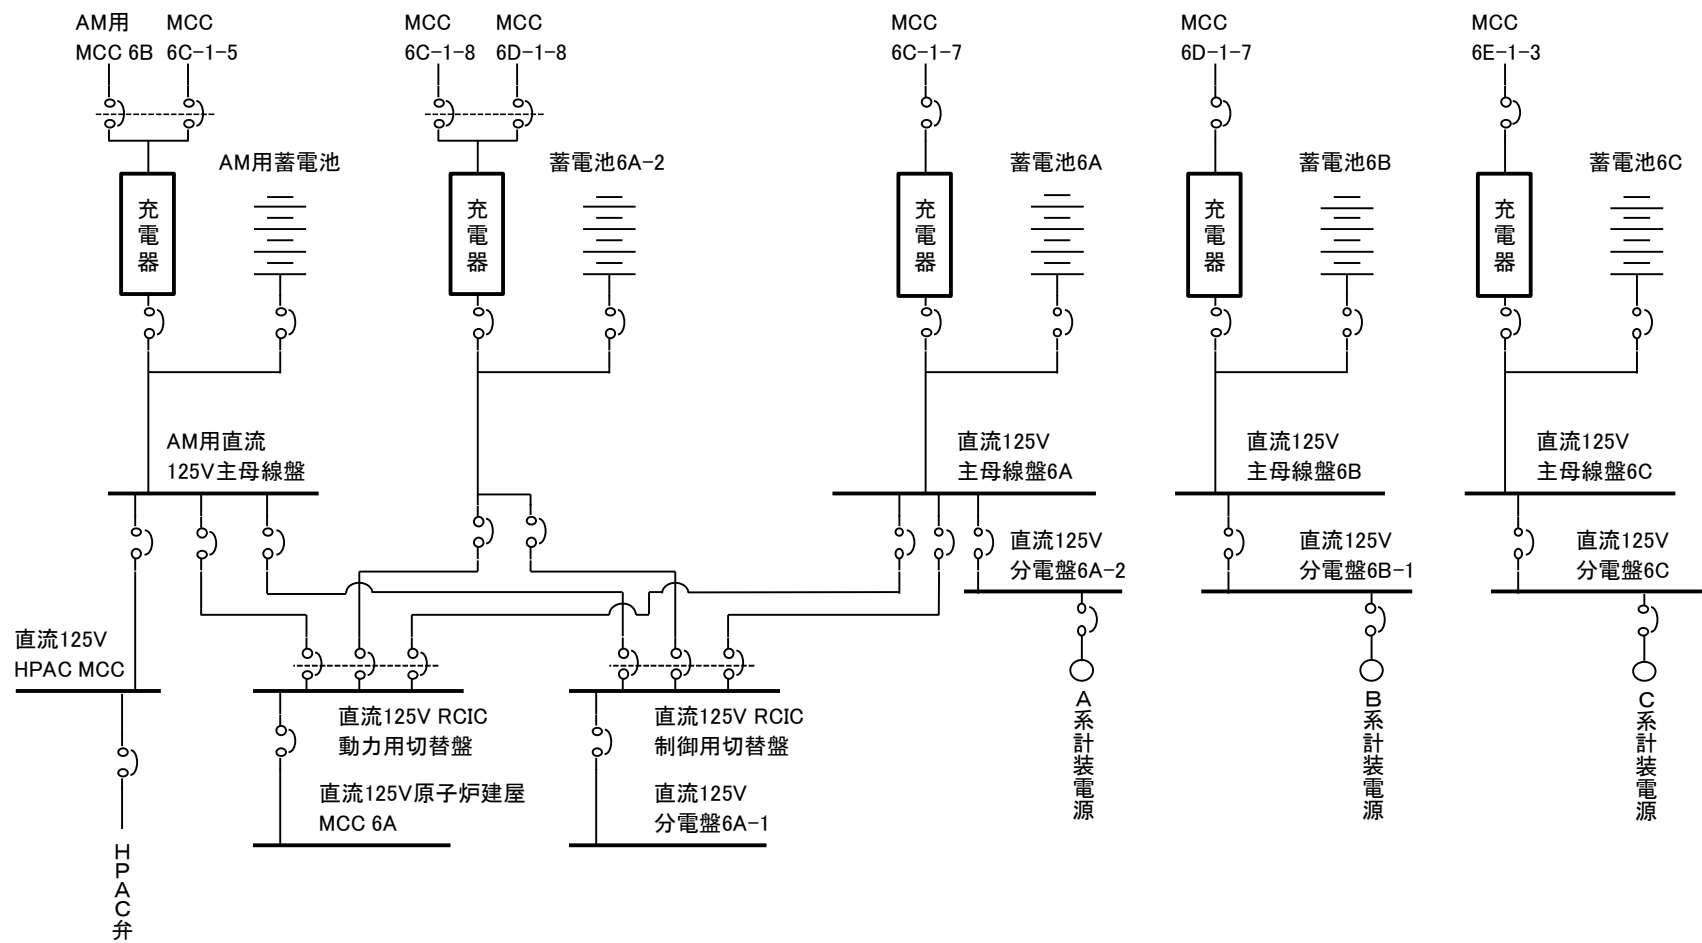 AM用
MCC 6B
MCC
6C-1-5
MCC
6C-1-8
MCC
6D-1-8
MCC
6C-1-7
MCC
6D-1-7
MCC
6E-1-3
充電器
AM用蓄電池
充電器
蓄電池6A-2
充電器
蓄電池6A
充電器
蓄電池6B
充電器
蓄電池6C
AM用直流
125V主母線盤
直流125V
主母線盤6A
直流125V
主母線盤6B
直流125V
主母線盤6C
直流125V
分電盤6A-2
直流125V
分電盤6B-1
直流125V
分電盤6C
直流125V
HPAC MCC
直流125V RCIC
動力用切替盤
直流125V RCIC
制御用切替盤
A系計装電源
B系計装電源
C系計装電源
直流125V原子炉建屋
MCC 6A
直流125V
分電盤6A-1
HPAC弁